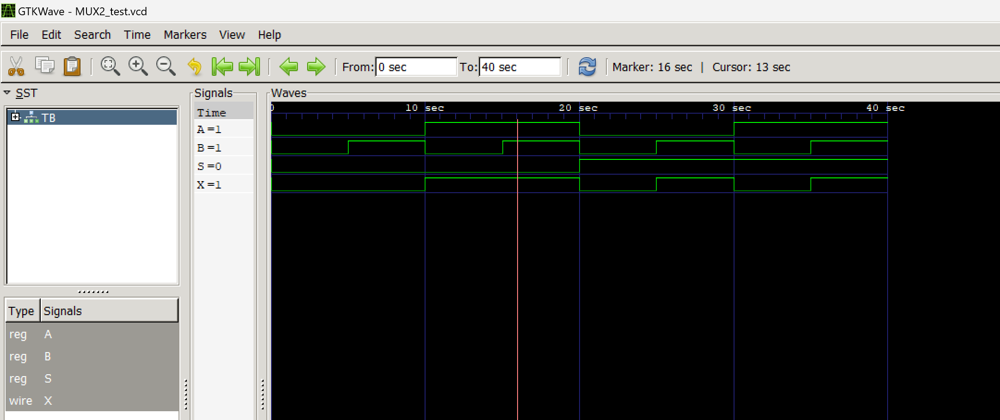 GTKWave - MUX2_test.vcd
File Edit Search Time Markers View Help
From: 0 sec To: 40 sec Marker: 16 sec | Cursor: 13 sec
SST
TB
Type Signals
reg A
reg B
reg S
wire X
Signals
Time
A =1
B =1
S =0
X =1
Waves
0 10 sec 20 sec 30 sec 40 sec